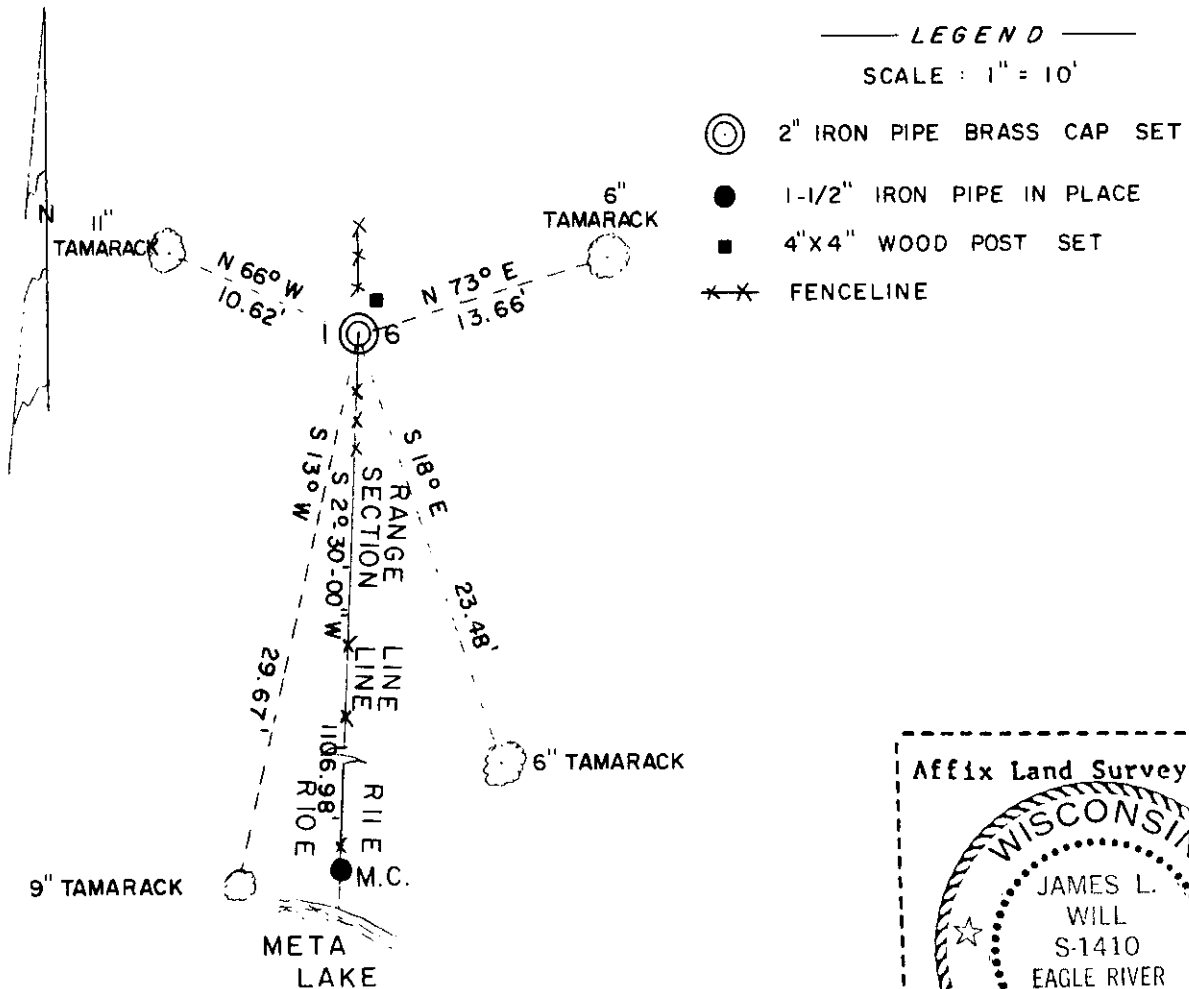 LEGEND
SCALE : 1" = 10'
2" IRON PIPE BRASS CAP SET
1-1/2" IRON PIPE IN PLACE
4"X4" WOOD POST SET
FENCELINE
N
11"
TAMARACK
6"
TAMARACK
N 66° W
10.62'
N 73° E
13.66'
1 6
S 13° W
29.67'
S 2°-30'-00" W
1106.98'
SECTION LINE
RANGE LINE
S 18° E
23.48'
R10E
R11E
6" TAMARACK
9" TAMARACK
M.C.
META
LAKE
Affix Land Survey
WISCONSIN
JAMES L.
WILL
S-1410
EAGLE RIVER